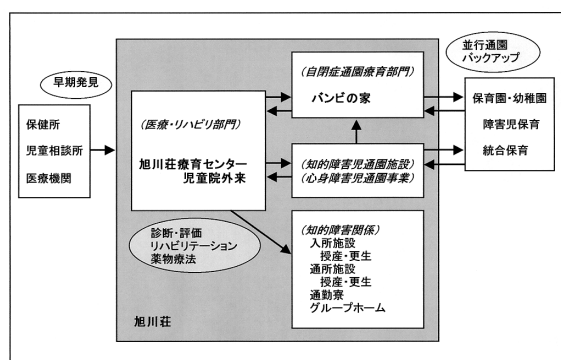 早期発見
保健所
児童相談所
医療機関
(医療・リハビリ部門)
旭川荘療育センター
児童院外来
診断・評価
リハビリテーション
薬物療法
旭川荘
(自閉症通園療育部門)
バンビの家
(知的障害児通園施設)
(心身障害児通園事業)
(知的障害関係)
入所施設
授産・更生
通所施設
授産・更生
通勤寮
グループホーム
並行通園
バックアップ
保育園・幼稚園
障害児保育
統合保育